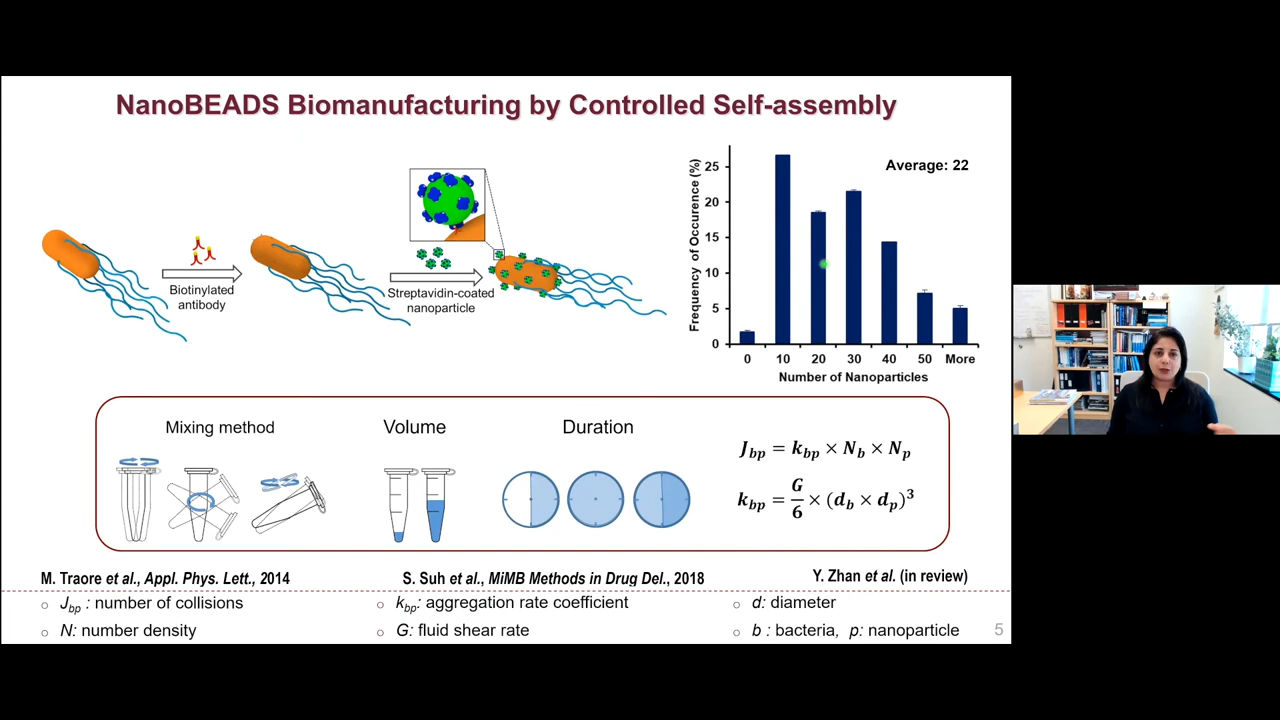 NanoBEADS Biomanufacturing by Controlled Self-assembly
Biotinylated
antibody
Streptavidin-coated
nanoparticle
Average: 22
Frequency of Occurence (%)
25
20
15
10
5
0
0 10 20 30 40 50 More
Number of Nanoparticles
Mixing method
Volume
Duration
J_bp = k_bp × N_b × N_p
k_bp = G/6 × (d_b × d_p)³
M. Traore et al., Appl. Phys. Lett., 2014
S. Suh et al., MiMB Methods in Drug Del., 2018
Y. Zhan et al. (in review)
J_bp : number of collisions
k_bp: aggregation rate coefficient
d: diameter
N: number density
G: fluid shear rate
b : bacteria, p: nanoparticle
5